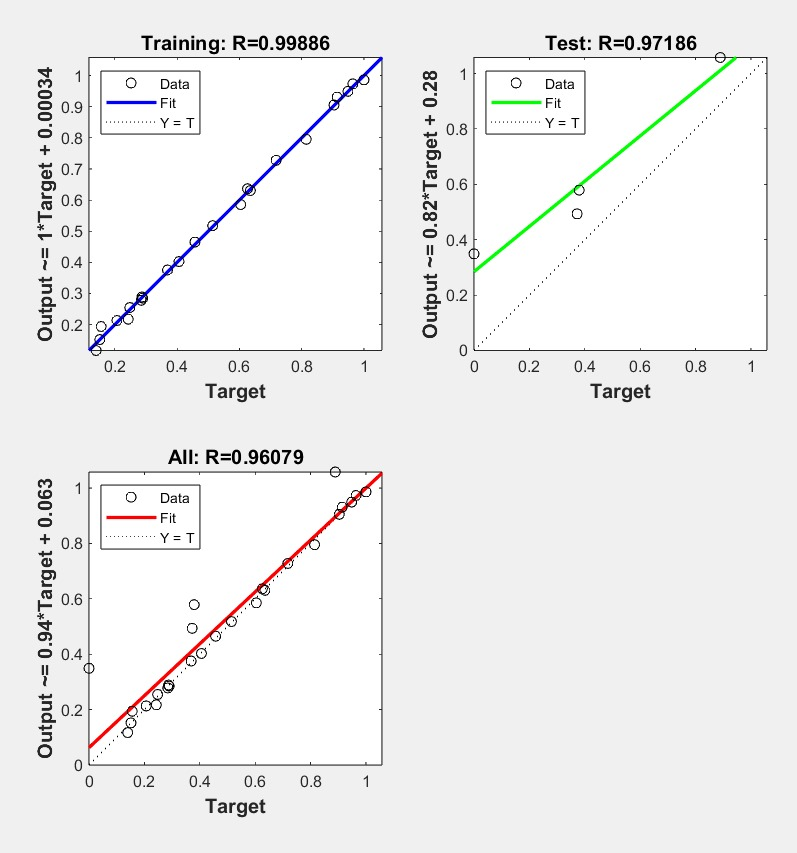 Training: R=0.99886
Output ~= 1*Target + 0.00034
1
0.9
0.8
0.7
0.6
0.5
0.4
0.3
0.2
Data
Fit
Y = T
0.2 0.4 0.6 0.8 1
Target
Test: R=0.97186
Output ~= 0.82*Target + 0.28
1
0.8
0.6
0.4
0.2
0
Data
Fit
Y = T
0 0.2 0.4 0.6 0.8 1
Target
All: R=0.96079
Output ~= 0.94*Target + 0.063
1
0.8
0.6
0.4
0.2
0
Data
Fit
Y = T
0 0.2 0.4 0.6 0.8 1
Target